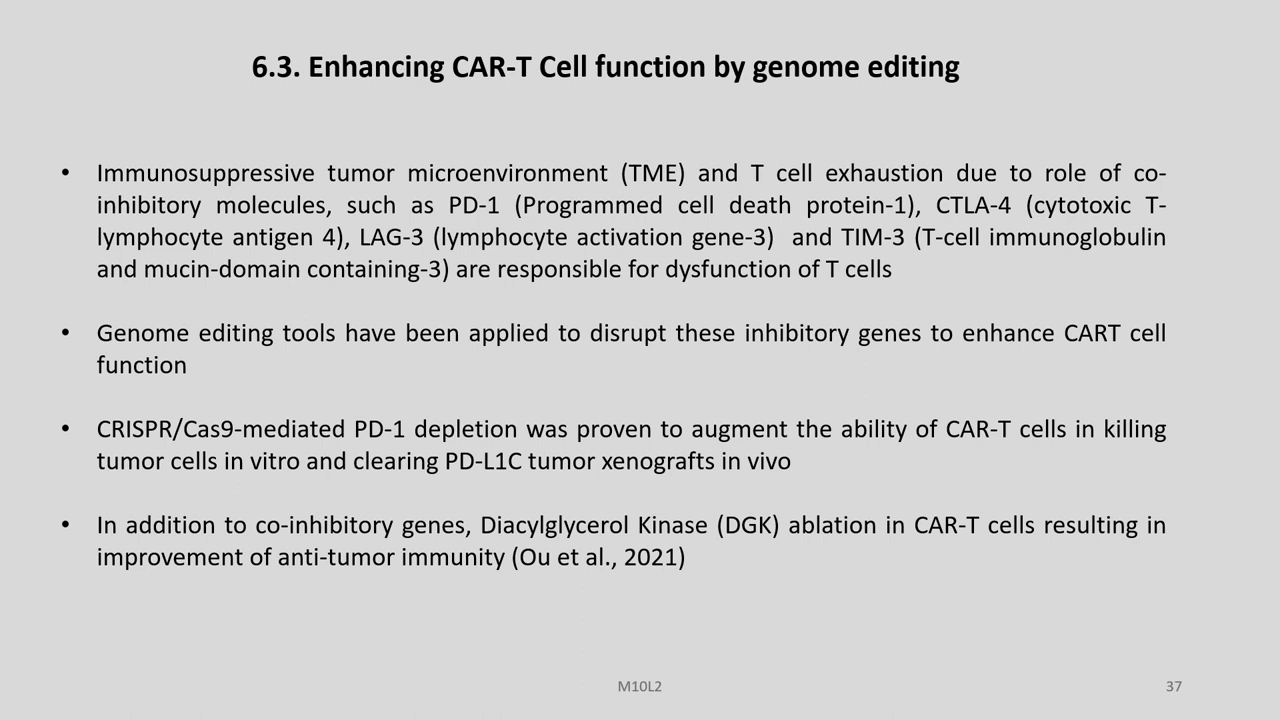 6.3. Enhancing CAR-T Cell function by genome editing
• Immunosuppressive tumor microenvironment (TME) and T cell exhaustion due to role of co-
inhibitory molecules, such as PD-1 (Programmed cell death protein-1), CTLA-4 (cytotoxic T-
lymphocyte antigen 4), LAG-3 (lymphocyte activation gene-3)  and TIM-3 (T-cell immunoglobulin
and mucin-domain containing-3) are responsible for dysfunction of T cells
• Genome editing tools have been applied to disrupt these inhibitory genes to enhance CART cell
function
• CRISPR/Cas9-mediated PD-1 depletion was proven to augment the ability of CAR-T cells in killing
tumor cells in vitro and clearing PD-L1C tumor xenografts in vivo
• In addition to co-inhibitory genes, Diacylglycerol Kinase (DGK) ablation in CAR-T cells resulting in
improvement of anti-tumor immunity (Ou et al., 2021)
M10L2
37